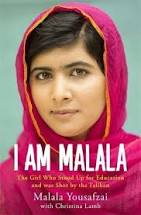 I AM MALALA
The Girl Who Stood Up for Education
and was Shot by the Taliban
Malala Yousafzai
with Christina Lamb